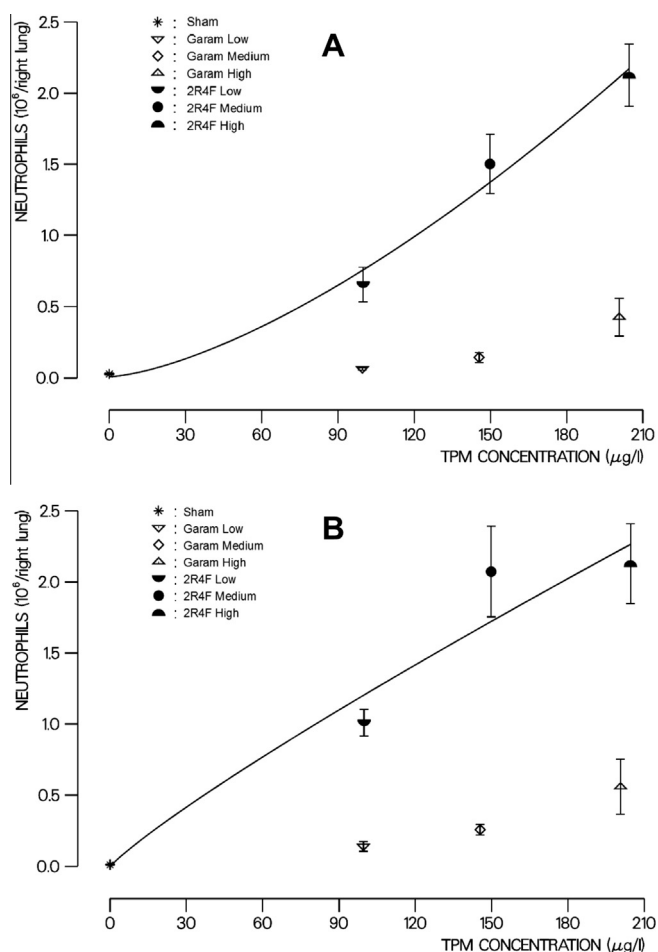 A
✳ : Sham
▽ : Garam Low
◇ : Garam Medium
△ : Garam High
◒ : 2R4F Low
● : 2R4F Medium
◓ : 2R4F High
NEUTROPHILS (10⁶/right lung)
2.5
2.0
1.5
1.0
0.5
0.0
0 30 60 90 120 150 180 210
TPM CONCENTRATION (µg/l)
B
✳ : Sham
▽ : Garam Low
◇ : Garam Medium
△ : Garam High
◒ : 2R4F Low
● : 2R4F Medium
◓ : 2R4F High
NEUTROPHILS (10⁶/right lung)
2.5
2.0
1.5
1.0
0.5
0.0
0 30 60 90 120 150 180 210
TPM CONCENTRATION (µg/l)